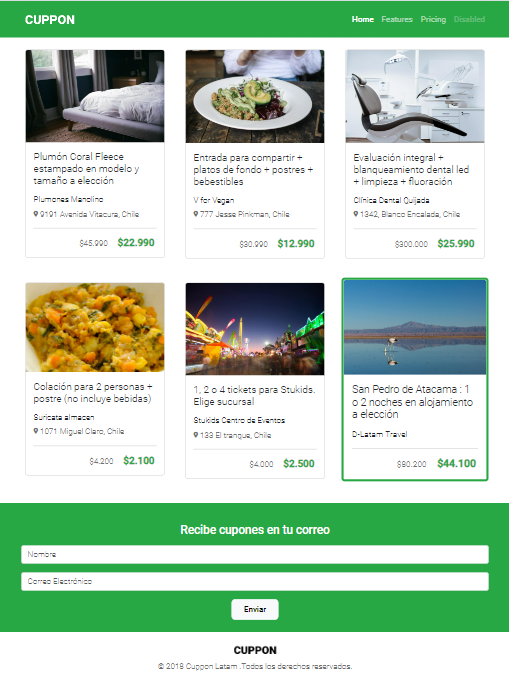 CUPPON
Home Features Pricing Disabled
Plumón Coral Fleece
estampado en modelo y
tamaño a elección
Plumones Manolino
9191 Avenida Vitacura, Chile
$45.990 $22.990
Entrada para compartir +
platos de fondo + postres +
bebestibles
V for Vegan
777 Jesse Pinkman, Chile
$30.990 $12.990
Evaluación integral +
blanqueamiento dental led
+ limpieza + fluoración
Clínica Dental Quijada
1342, Blanco Encalada, Chile
$300.000 $25.990
Colación para 2 personas +
postre (no incluye bebidas)
Suricata almacen
1071 Miguel Claro, Chile
$4.200 $2.100
1, 2 o 4 tickets para Stukids.
Elige sucursal
Stukids Centro de Eventos
133 El tranque, Chile
$4.000 $2.500
San Pedro de Atacama : 1
o 2 noches en alojamiento
a elección
D-Latam Travel
$80.200 $44.100
Recibe cupones en tu correo
Nombre
Correo Electrónico
Enviar
CUPPON
© 2018 Cuppon Latam .Todos los derechos reservados.